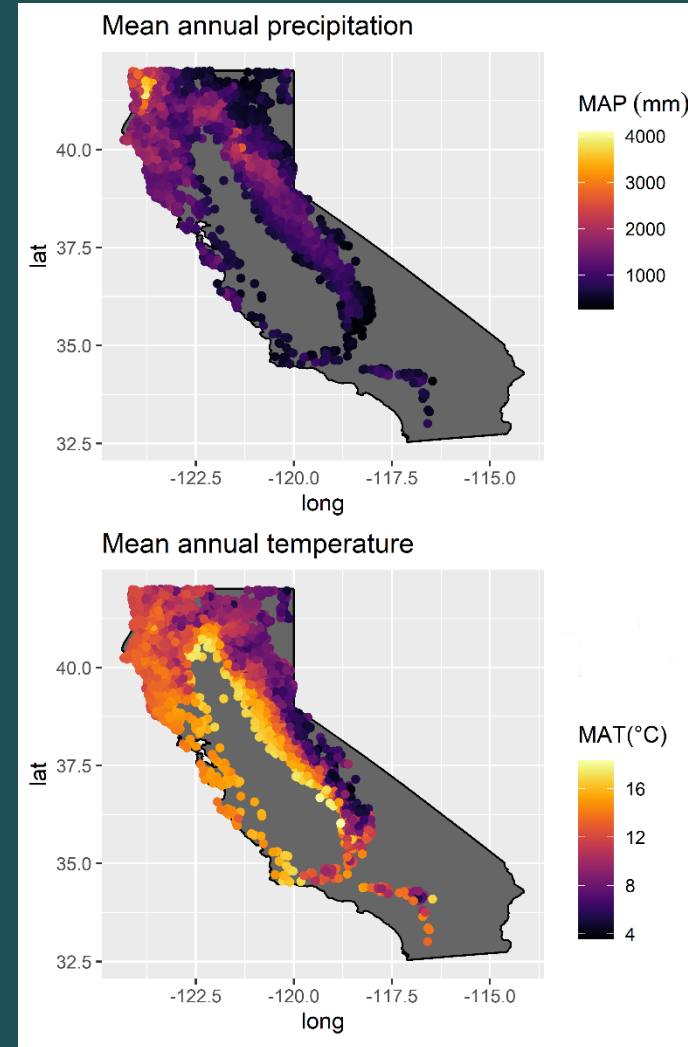 Mean annual precipitation
MAP (mm)
4000
3000
2000
1000
40.0
37.5
35.0
32.5
lat
-122.5 -120.0 -117.5 -115.0
long
Mean annual temperature
MAT(°C)
16
12
8
4
40.0
37.5
35.0
32.5
lat
-122.5 -120.0 -117.5 -115.0
long